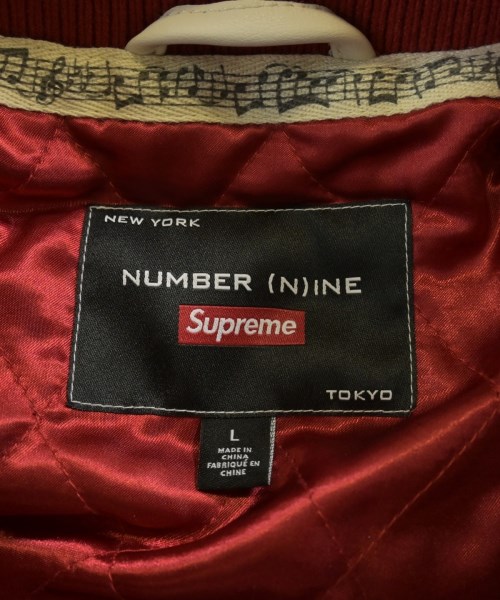 NEW YORK
NUMBER (N)INE
Supreme
TOKYO
L
MADE IN
CHINA
FABRIQUÉ EN
CHINE